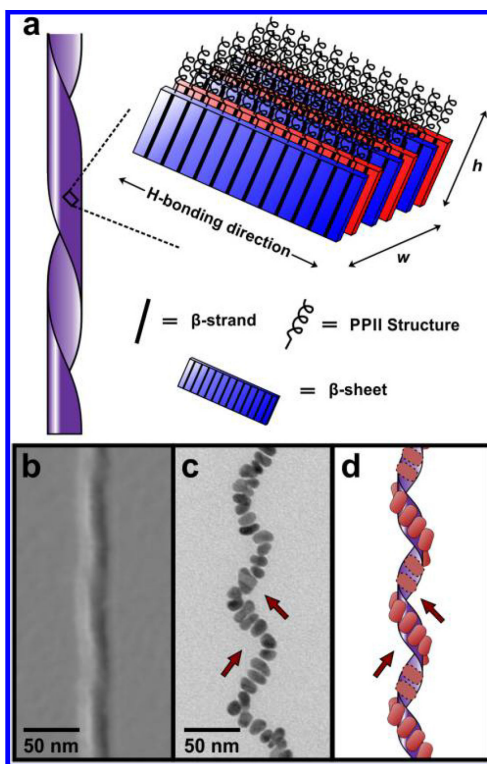 a
h
H-bonding direction
w
= β-strand
= PPII Structure
= β-sheet
b
c
d
50 nm
50 nm